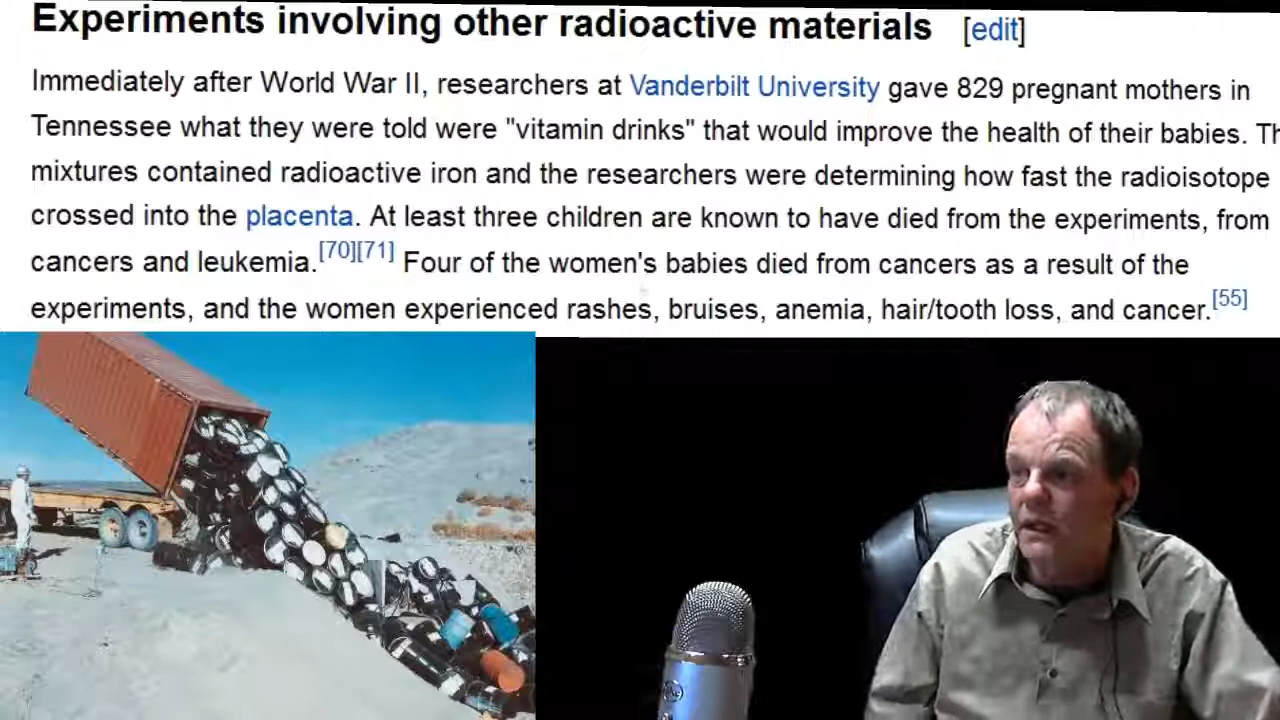 Experiments involving other radioactive materials [edit]
Immediately after World War II, researchers at Vanderbilt University gave 829 pregnant mothers in
Tennessee what they were told were "vitamin drinks" that would improve the health of their babies. Th
mixtures contained radioactive iron and the researchers were determining how fast the radioisotope
crossed into the placenta. At least three children are known to have died from the experiments, from
cancers and leukemia.[70][71] Four of the women's babies died from cancers as a result of the
experiments, and the women experienced rashes, bruises, anemia, hair/tooth loss, and cancer.[55]